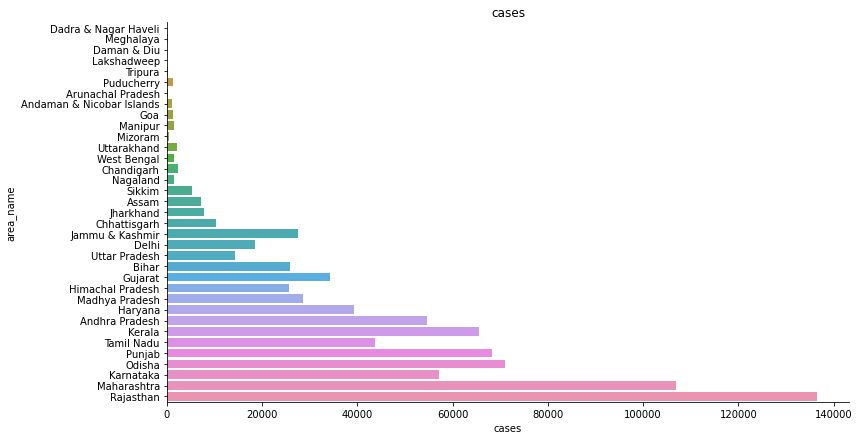 cases
Dadra & Nagar Haveli
Meghalaya
Daman & Diu
Lakshadweep
Tripura
Puducherry
Arunachal Pradesh
Andaman & Nicobar Islands
Goa
Manipur
Mizoram
Uttarakhand
West Bengal
Chandigarh
Nagaland
Sikkim
Assam
Jharkhand
Chhattisgarh
Jammu & Kashmir
Delhi
Uttar Pradesh
Bihar
Gujarat
Himachal Pradesh
Madhya Pradesh
Haryana
Andhra Pradesh
Kerala
Tamil Nadu
Punjab
Odisha
Karnataka
Maharashtra
Rajasthan
area_name
0 20000 40000 60000 80000 100000 120000 140000
cases